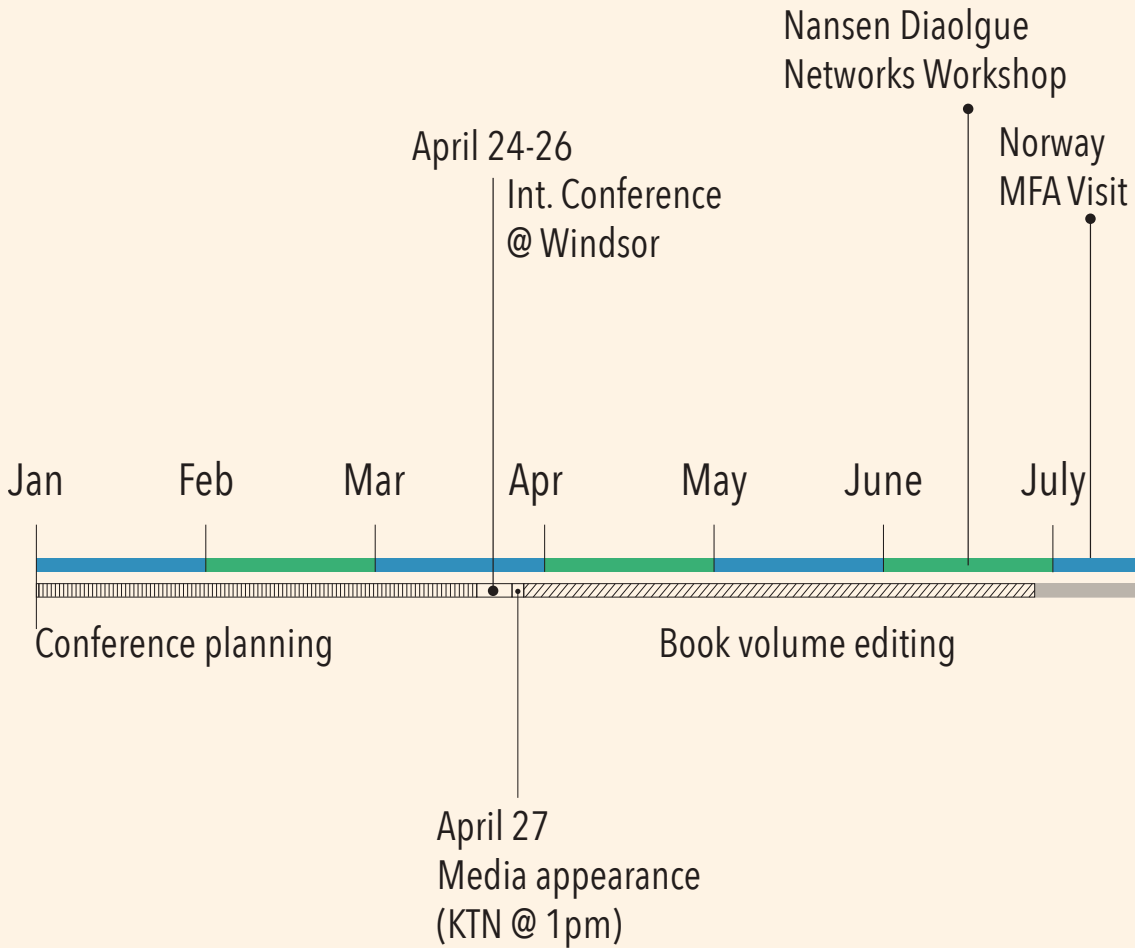 Nansen Diaolgue
Networks Workshop
April 24-26
Int. Conference
@ Windsor
Norway
MFA Visit
Jan
Feb
Mar
Apr
May
June
July
Conference planning
Book volume editing
April 27
Media appearance
(KTN @ 1pm)